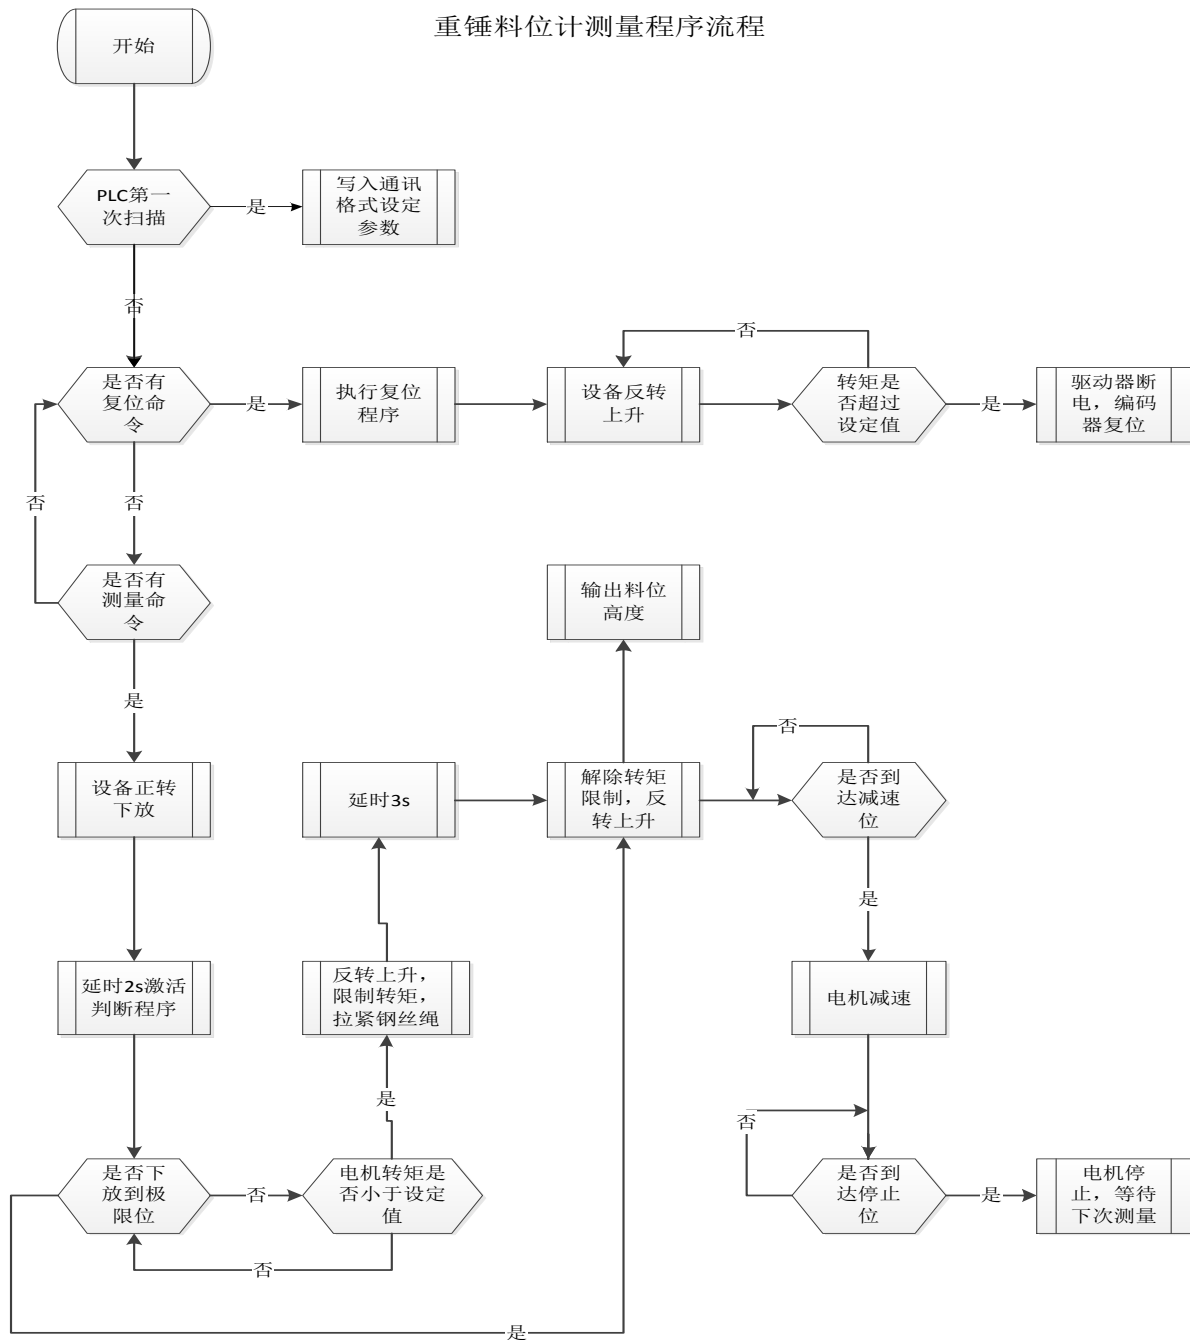 重锤料位计测量程序流程
开始
PLC第一
次扫描
是
写入通讯
格式设定
参数
否
是否有
复位命
令
是
执行复位
程序
设备反转
上升
否
转矩是
否超过
设定值
是
驱动器断
电，编码
器复位
否
否
是否有
测量命
令
输出料位
高度
是
设备正转
下放
延时3s
解除转矩
限制，反
转上升
否
是否到
达减速
位
是
延时2s激活
判断程序
反转上升，
限制转矩，
拉紧钢丝绳
电机减速
是
否
是否下
放到极
限位
否
电机转矩是
否小于设定
值
是否到
达停止
位
是
电机停
止，等待
下次测量
否
是